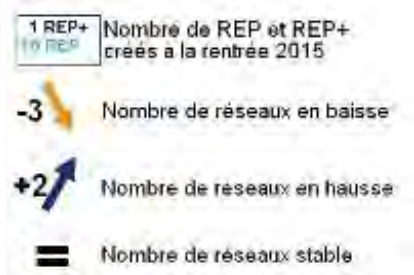 1 REP+
10 REP
Nombre de REP et REP+
créés à la rentrée 2015
-3
Nombre de réseaux en baisse
+2
Nombre de réseaux en hausse
=
Nombre de réseaux stable